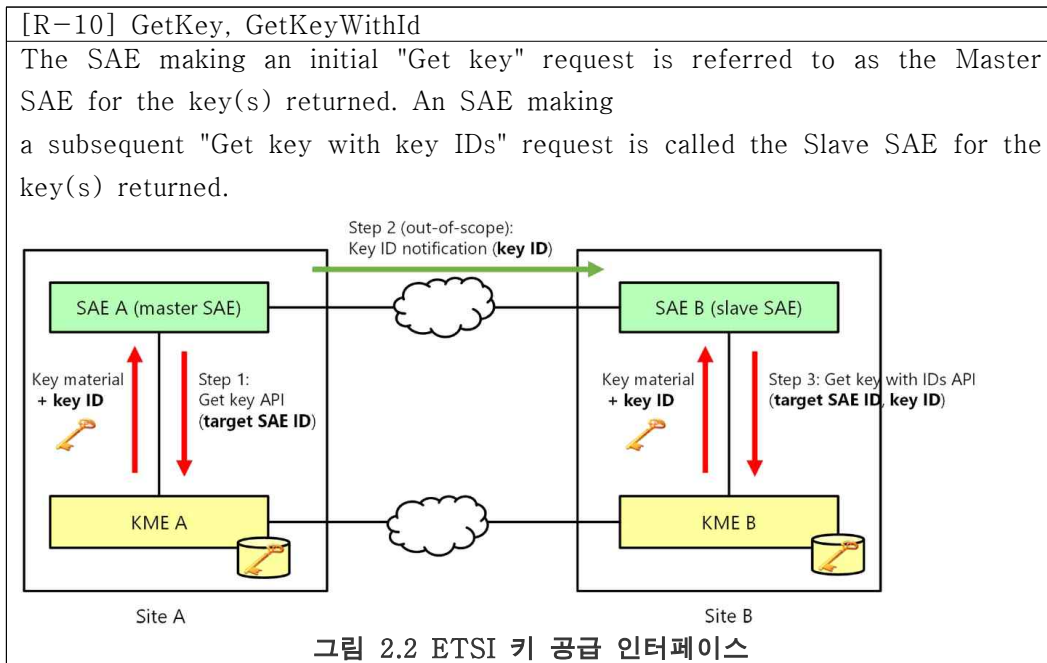 [R-10] GetKey, GetKeyWithId
The SAE making an initial "Get key" request is referred to as the Master
SAE for the key(s) returned. An SAE making
a subsequent "Get key with key IDs" request is called the Slave SAE for the
key(s) returned.
Step 2 (out-of-scope):
Key ID notification (key ID)
SAE A (master SAE)
SAE B (slave SAE)
Key material
+ key ID
Step 1:
Get key API
(target SAE ID)
Key material
+ key ID
Step 3: Get key with IDs API
(target SAE ID, key ID)
KME A
KME B
Site A
Site B
그림 2.2 ETSI 키 공급 인터페이스